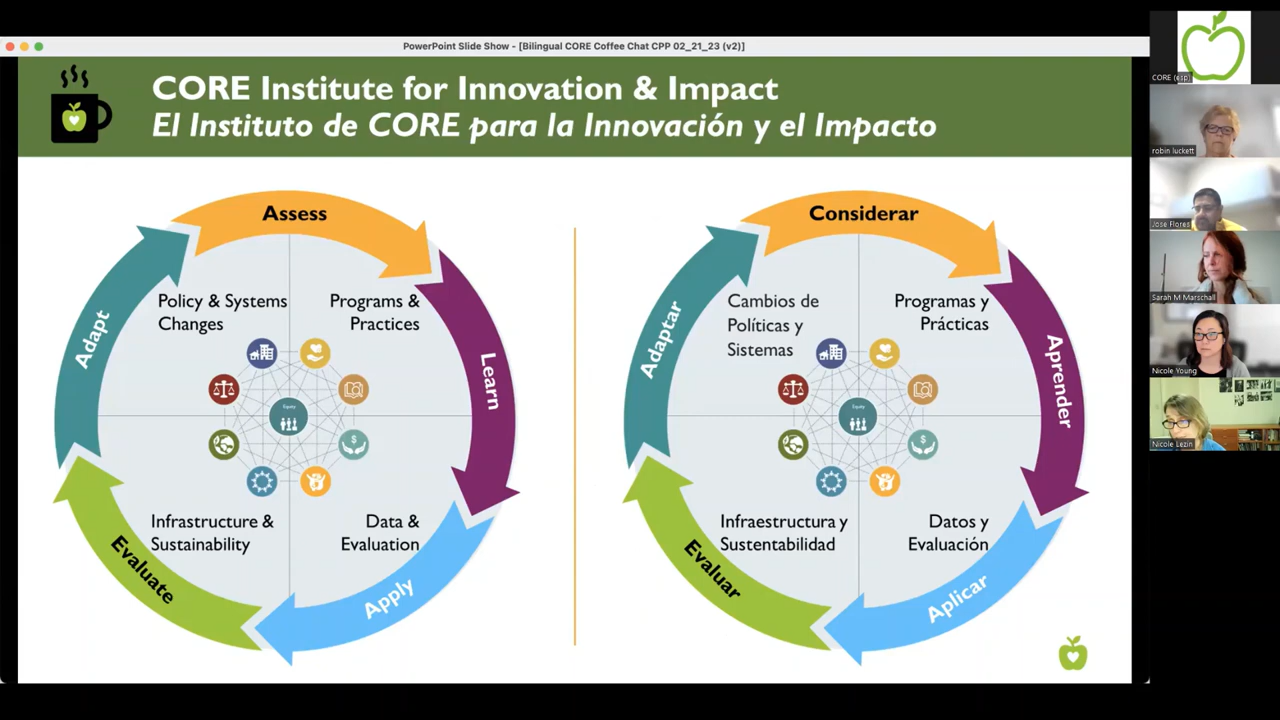 PowerPoint Slide Show - [Bilingual CORE Coffee Chat CPP 02_21_23 (v2)]
CORE Institute for Innovation & Impact
El Instituto de CORE para la Innovación y el Impacto
Assess
Learn
Apply
Evaluate
Adapt
Policy & Systems
Changes
Programs &
Practices
Equity
$
Infrastructure &
Sustainability
Data &
Evaluation
Considerar
Aprender
Aplicar
Evaluar
Adaptar
Cambios de
Políticas y
Sistemas
Programas y
Prácticas
Equity
$
Infraestructura y
Sustentabilidad
Datos y
Evaluación
CORE (esp)
robin luckett
Jose Flores
Sarah M Marschall
Nicole Young
Nicole Lezin